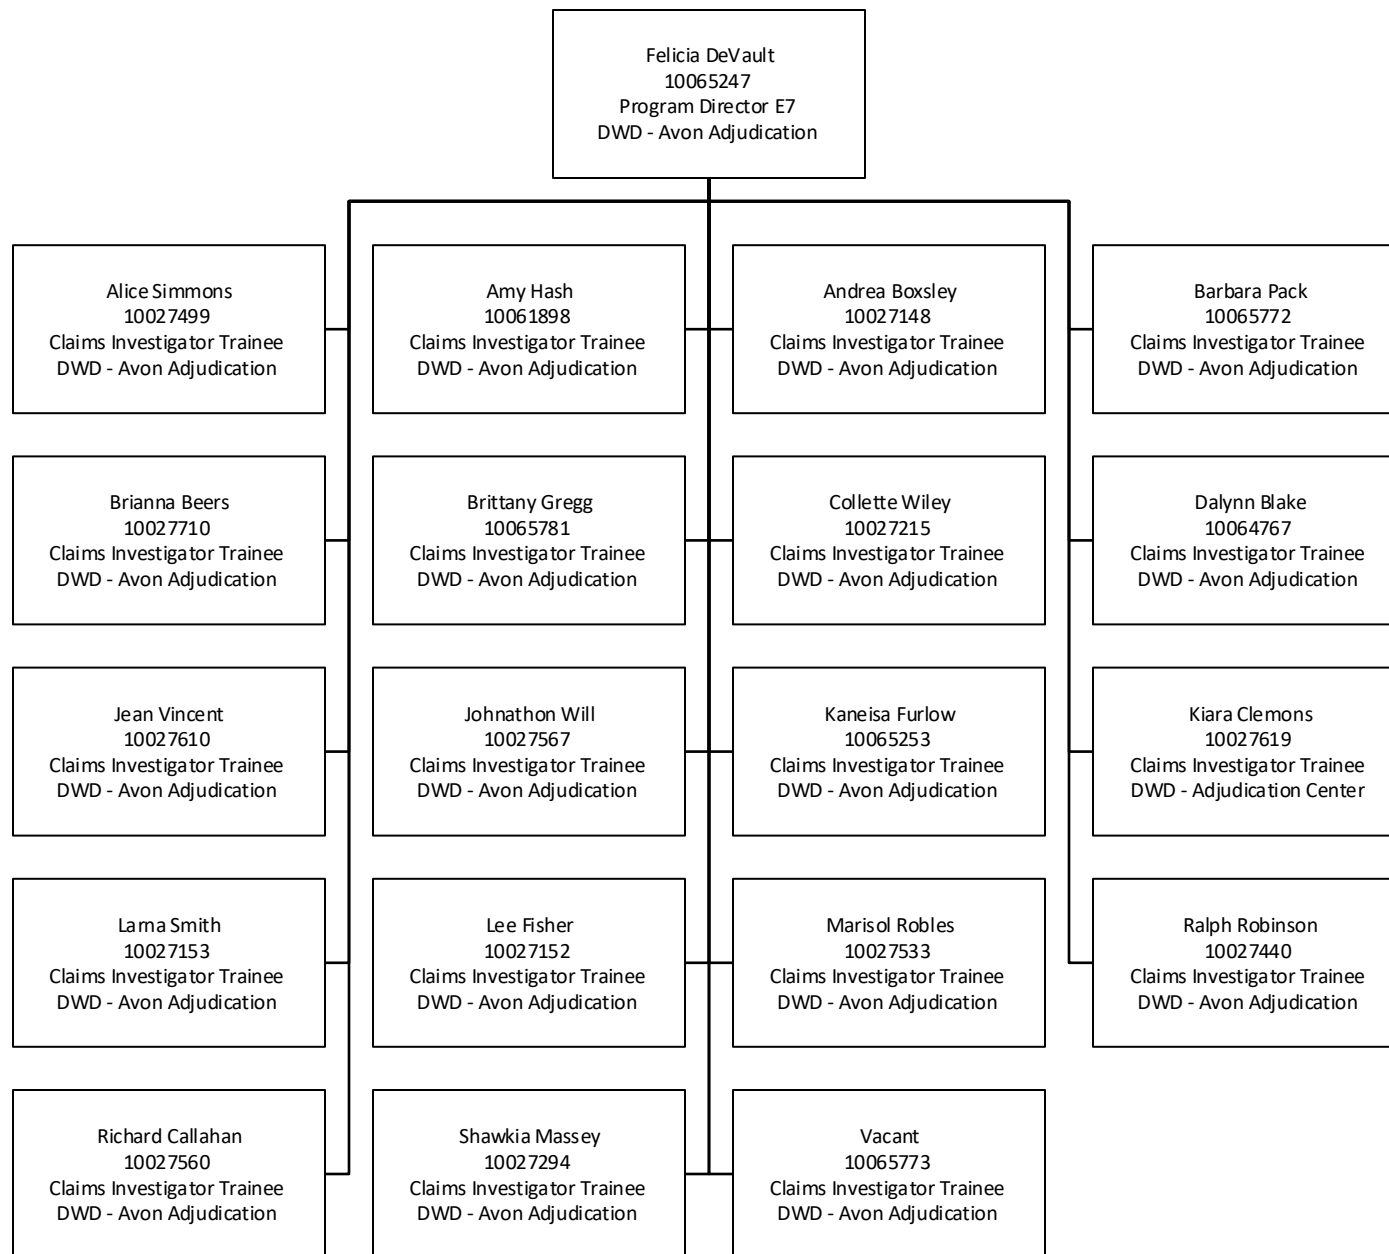 Felicia DeVault
10065247
Program Director E7
DWD - Avon Adjudication
Alice Simmons
10027499
Claims Investigator Trainee
DWD - Avon Adjudication
Amy Hash
10061898
Claims Investigator Trainee
DWD - Avon Adjudication
Andrea Boxsley
10027148
Claims Investigator Trainee
DWD - Avon Adjudication
Barbara Pack
10065772
Claims Investigator Trainee
DWD - Avon Adjudication
Brianna Beers
10027710
Claims Investigator Trainee
DWD - Avon Adjudication
Brittany Gregg
10065781
Claims Investigator Trainee
DWD - Avon Adjudication
Collette Wiley
10027215
Claims Investigator Trainee
DWD - Avon Adjudication
Dalynn Blake
10064767
Claims Investigator Trainee
DWD - Avon Adjudication
Jean Vincent
10027610
Claims Investigator Trainee
DWD - Avon Adjudication
Johnathon Will
10027567
Claims Investigator Trainee
DWD - Avon Adjudication
Kaneisa Furlow
10065253
Claims Investigator Trainee
DWD - Avon Adjudication
Kiara Clemons
10027619
Claims Investigator Trainee
DWD - Adjudication Center
Lama Smith
10027153
Claims Investigator Trainee
DWD - Avon Adjudication
Lee Fisher
10027152
Claims Investigator Trainee
DWD - Avon Adjudication
Marisol Robles
10027533
Claims Investigator Trainee
DWD - Avon Adjudication
Ralph Robinson
10027440
Claims Investigator Trainee
DWD - Avon Adjudication
Richard Callahan
10027560
Claims Investigator Trainee
DWD - Avon Adjudication
Shawkia Massey
10027294
Claims Investigator Trainee
DWD - Avon Adjudication
Vacant
10065773
Claims Investigator Trainee
DWD - Avon Adjudication